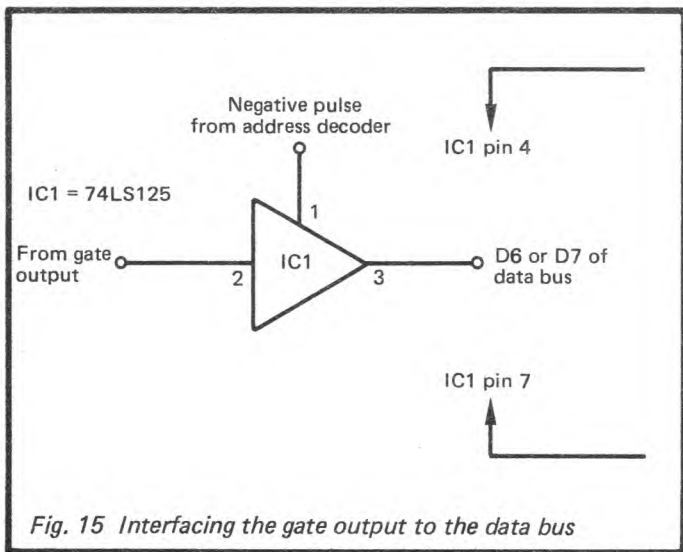 Negative pulse
from address decoder
IC1 pin 4
IC1 = 74LS125
1
From gate
output
2
IC1
3
D6 or D7 of
data bus
IC1 pin 7
Fig. 15 Interfacing the gate output to the data bus